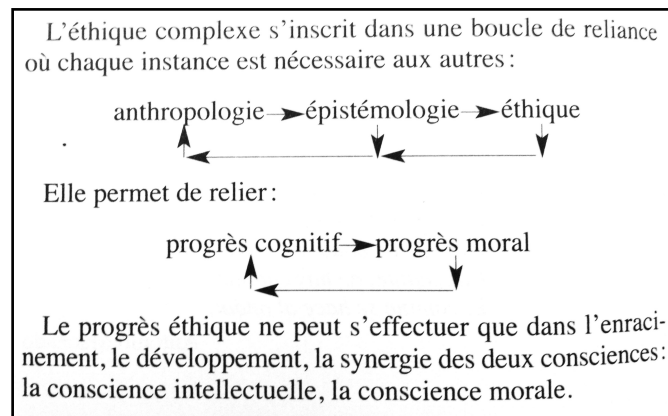 L'éthique complexe s'inscrit dans une boucle de reliance
où chaque instance est nécessaire aux autres :
anthropologie épistémologie éthique
Elle permet de relier :
progrès cognitif progrès moral
Le progrès éthique ne peut s'effectuer que dans l'enraci-
nement, le développement, la synergie des deux consciences :
la conscience intellectuelle, la conscience morale.